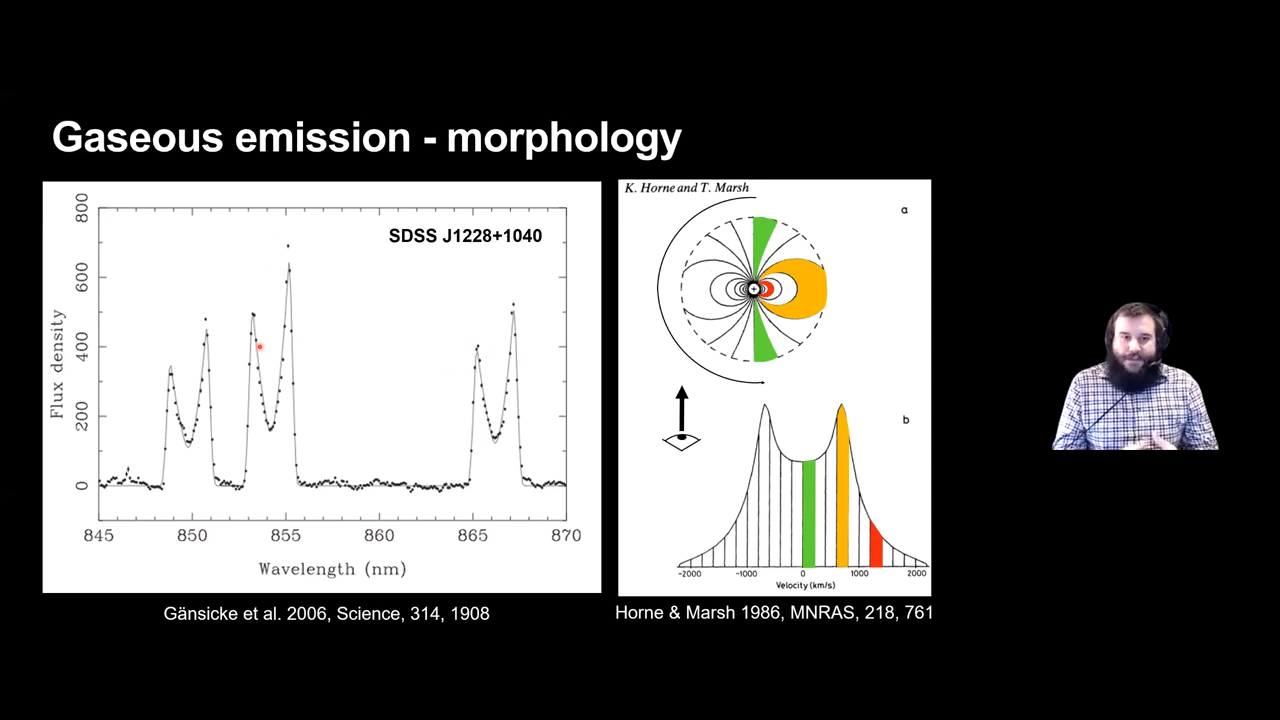 Gaseous emission - morphology
SDSS J1228+1040
800
600
400
200
0
Flux density
845
850
855
860
865
870
Wavelength (nm)
Gänsicke et al. 2006, Science, 314, 1908
K. Horne and T. Marsh
a
b
-2000
-1000
0
1000
2000
Velocity (km/s)
Horne & Marsh 1986, MNRAS, 218, 761